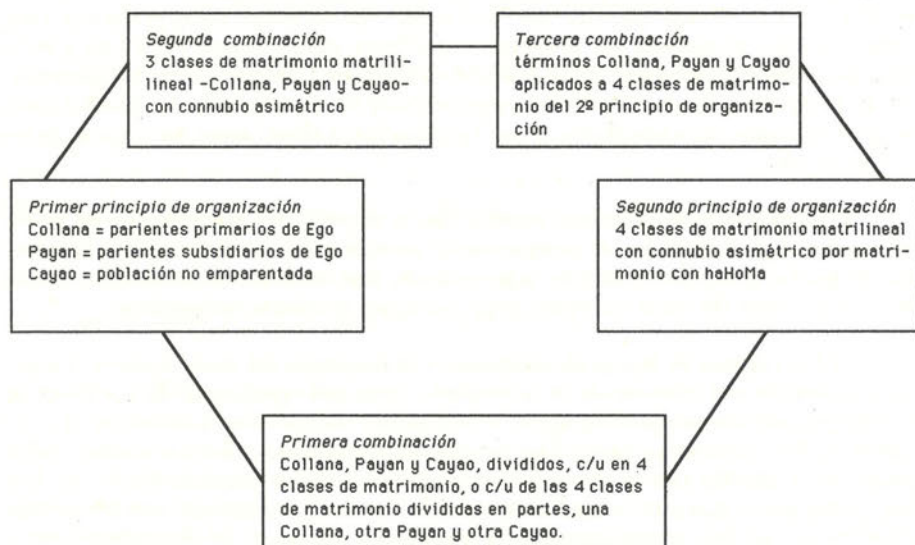 Segunda combinación
3 clases de matrimonio matrili-
lineal -Collana, Payan y Cayao-
con connubio asimétrico
Tercera combinación
términos Collana, Payan y Cayao
aplicados a 4 clases de matrimo-
nio del 2º principio de organiza-
ción
Primer principio de organización
Collana = parientes primarios de Ego
Payan = parientes subsidiarios de Ego
Cayao = población no emparentada
Segundo principio de organización
4 clases de matrimonio matrilineal
con connubio asimétrico por matri-
monio con haHoMa
Primera combinación
Collana, Payan y Cayao, divididos, c/u en 4
clases de matrimonio, o c/u de las 4 clases
de matrimonio divididas en partes, una
Collana, otra Payan y otra Cayao.